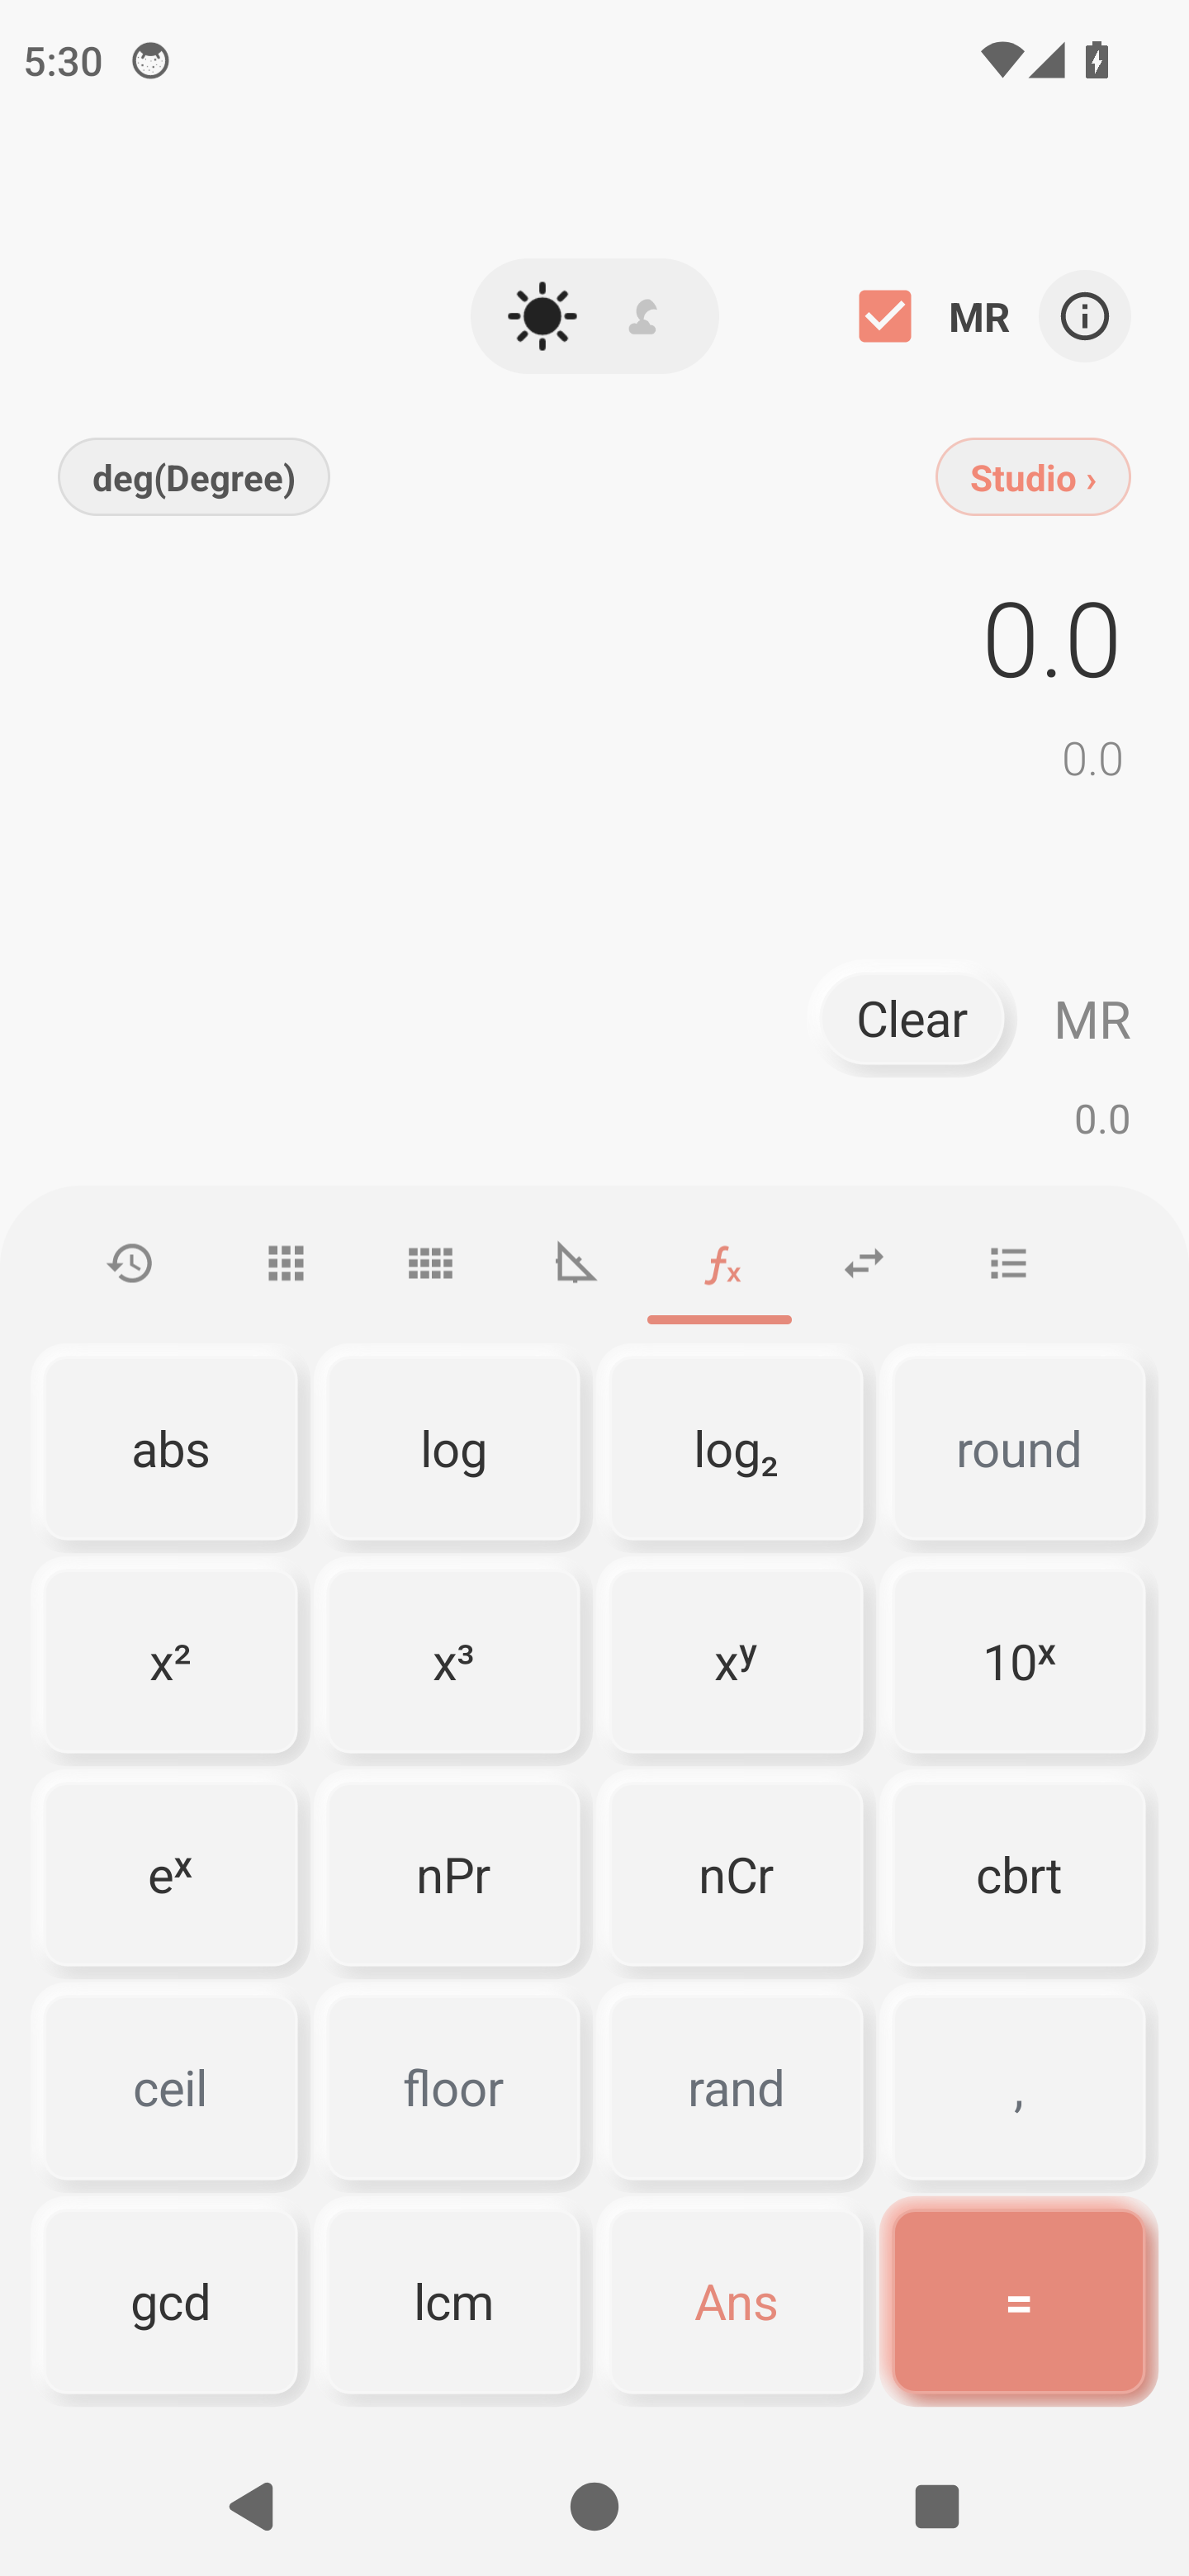 5:30
MR
deg(Degree)
Studio ›
0.0
0.0
Clear
MR
0.0
ƒx
abs
log
log₂
round
x²
x³
xʸ
10ˣ
eˣ
nPr
nCr
cbrt
ceil
floor
rand
,
gcd
lcm
Ans
=